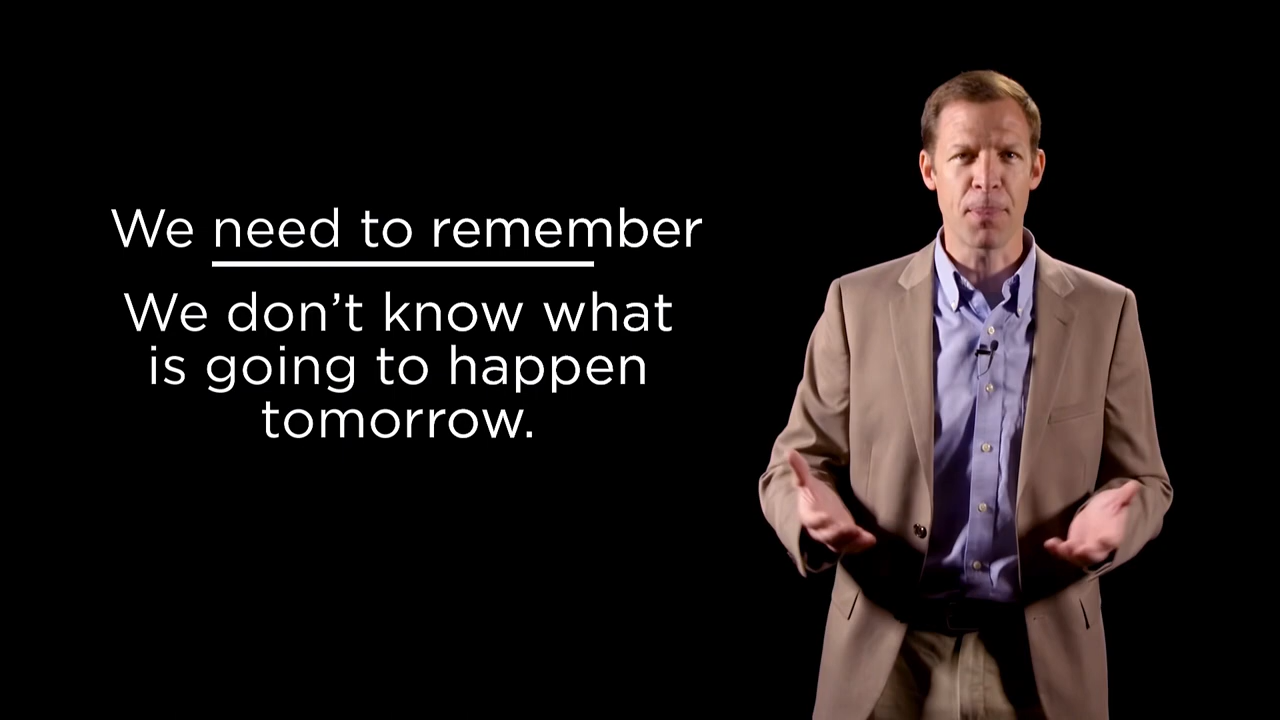 We need to remember
We don’t know what
is going to happen
tomorrow.